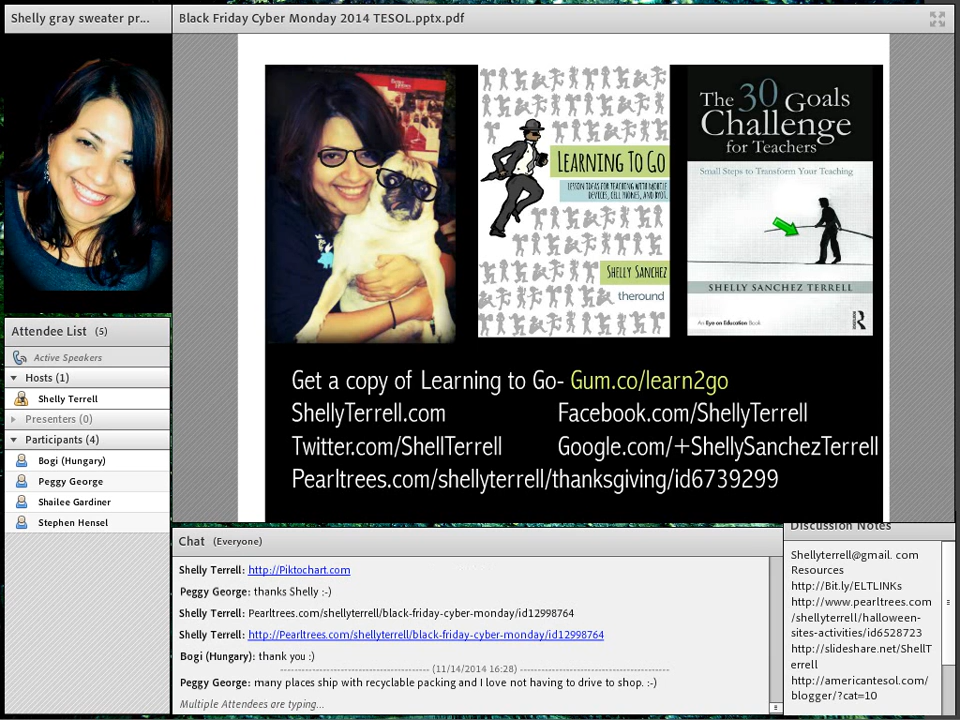 Shelly gray sweater pr...
Black Friday Cyber Monday 2014 TESOL.pptx.pdf
LEARNING TO GO
LESSON IDEAS FOR TEACHING WITH MOBILE
DEVICES, CELL PHONES, AND BYOT.
SHELLY SANCHEZ
theround
The 30 Goals
Challenge
for Teachers
Small Steps to Transform Your Teaching
SHELLY SANCHEZ TERRELL
An Eye on Education Book
R
Get a copy of Learning to Go- Gum.co/learn2go
ShellyTerrell.com
Facebook.com/ShellyTerrell
Twitter.com/ShellTerrell
Google.com/+ShellySanchezTerrell
Pearltrees.com/shellyterrell/thanksgiving/id6739299
Attendee List (5)
Active Speakers
Hosts (1)
Shelly Terrell
Presenters (0)
Participants (4)
Bogi (Hungary)
Peggy George
Shailee Gardiner
Stephen Hensel
Chat (Everyone)
Shelly Terrell: http://Piktochart.com
Peggy George: thanks Shelly :-)
Shelly Terrell: Pearltrees.com/shellyterrell/black-friday-cyber-monday/id12998764
Shelly Terrell: http://Pearltrees.com/shellyterrell/black-friday-cyber-monday/id12998764
Bogi (Hungary): thank you :)
(11/14/2014 16:28)
Peggy George: many places ship with recyclable packing and I love not having to drive to shop. :-)
Multiple Attendees are typing...
Discussion Notes
Shellyterrell@gmail. com
Resources
http://Bit.ly/ELTLINKs
http://www.pearltrees.com
/shellyterrell/halloween-
sites-activities/id6528723
http://slideshare.net/ShellT
errell
http://americantesol.com/
blogger/?cat=10